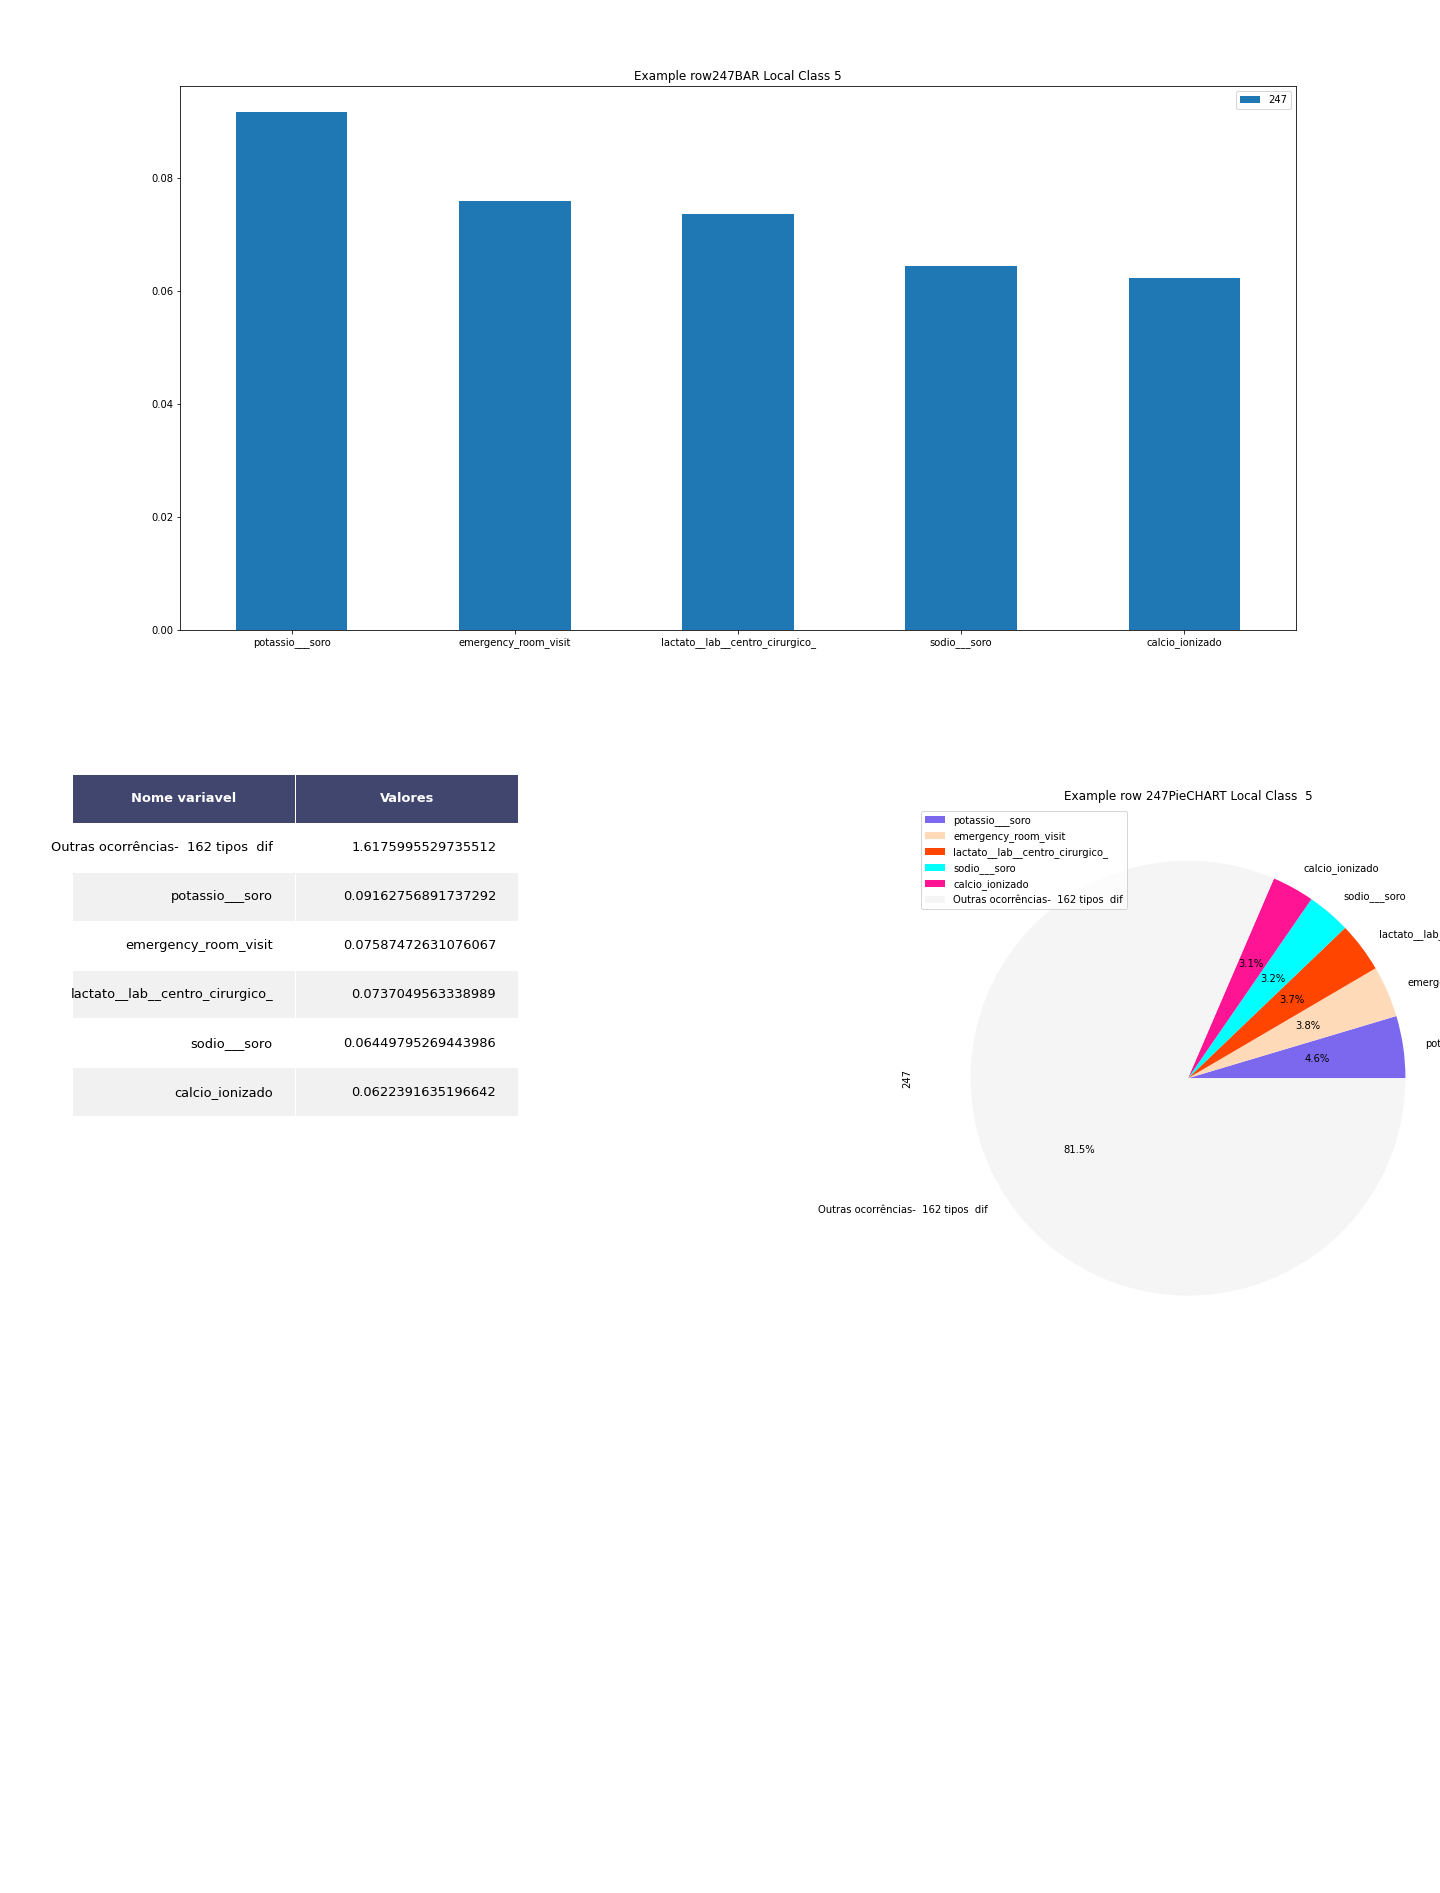 Example row247BAR Local Class 5
247
0.08
0.06
0.04
0.02
0.00
potassio___soro
emergency_room_visit
lactato__lab__centro_cirurgico_
sodio___soro
calcio_ionizado
Nome variavel Valores
Outras ocorrências-  162 tipos  dif 1.6175995529735512
potassio___soro 0.09162756891737292
emergency_room_visit 0.07587472631076067
lactato__lab__centro_cirurgico_ 0.0737049563338989
sodio___soro 0.06449795269443986
calcio_ionizado 0.0622391635196642
Example row 247PieCHART Local Class  5
potassio___soro
emergency_room_visit
lactato__lab__centro_cirurgico_
sodio___soro
calcio_ionizado
Outras ocorrências-  162 tipos  dif
calcio_ionizado
sodio___soro
lactato__lab_
emerg
pot
3.1%
3.2%
3.7%
3.8%
4.6%
247
81.5%
Outras ocorrências-  162 tipos  dif